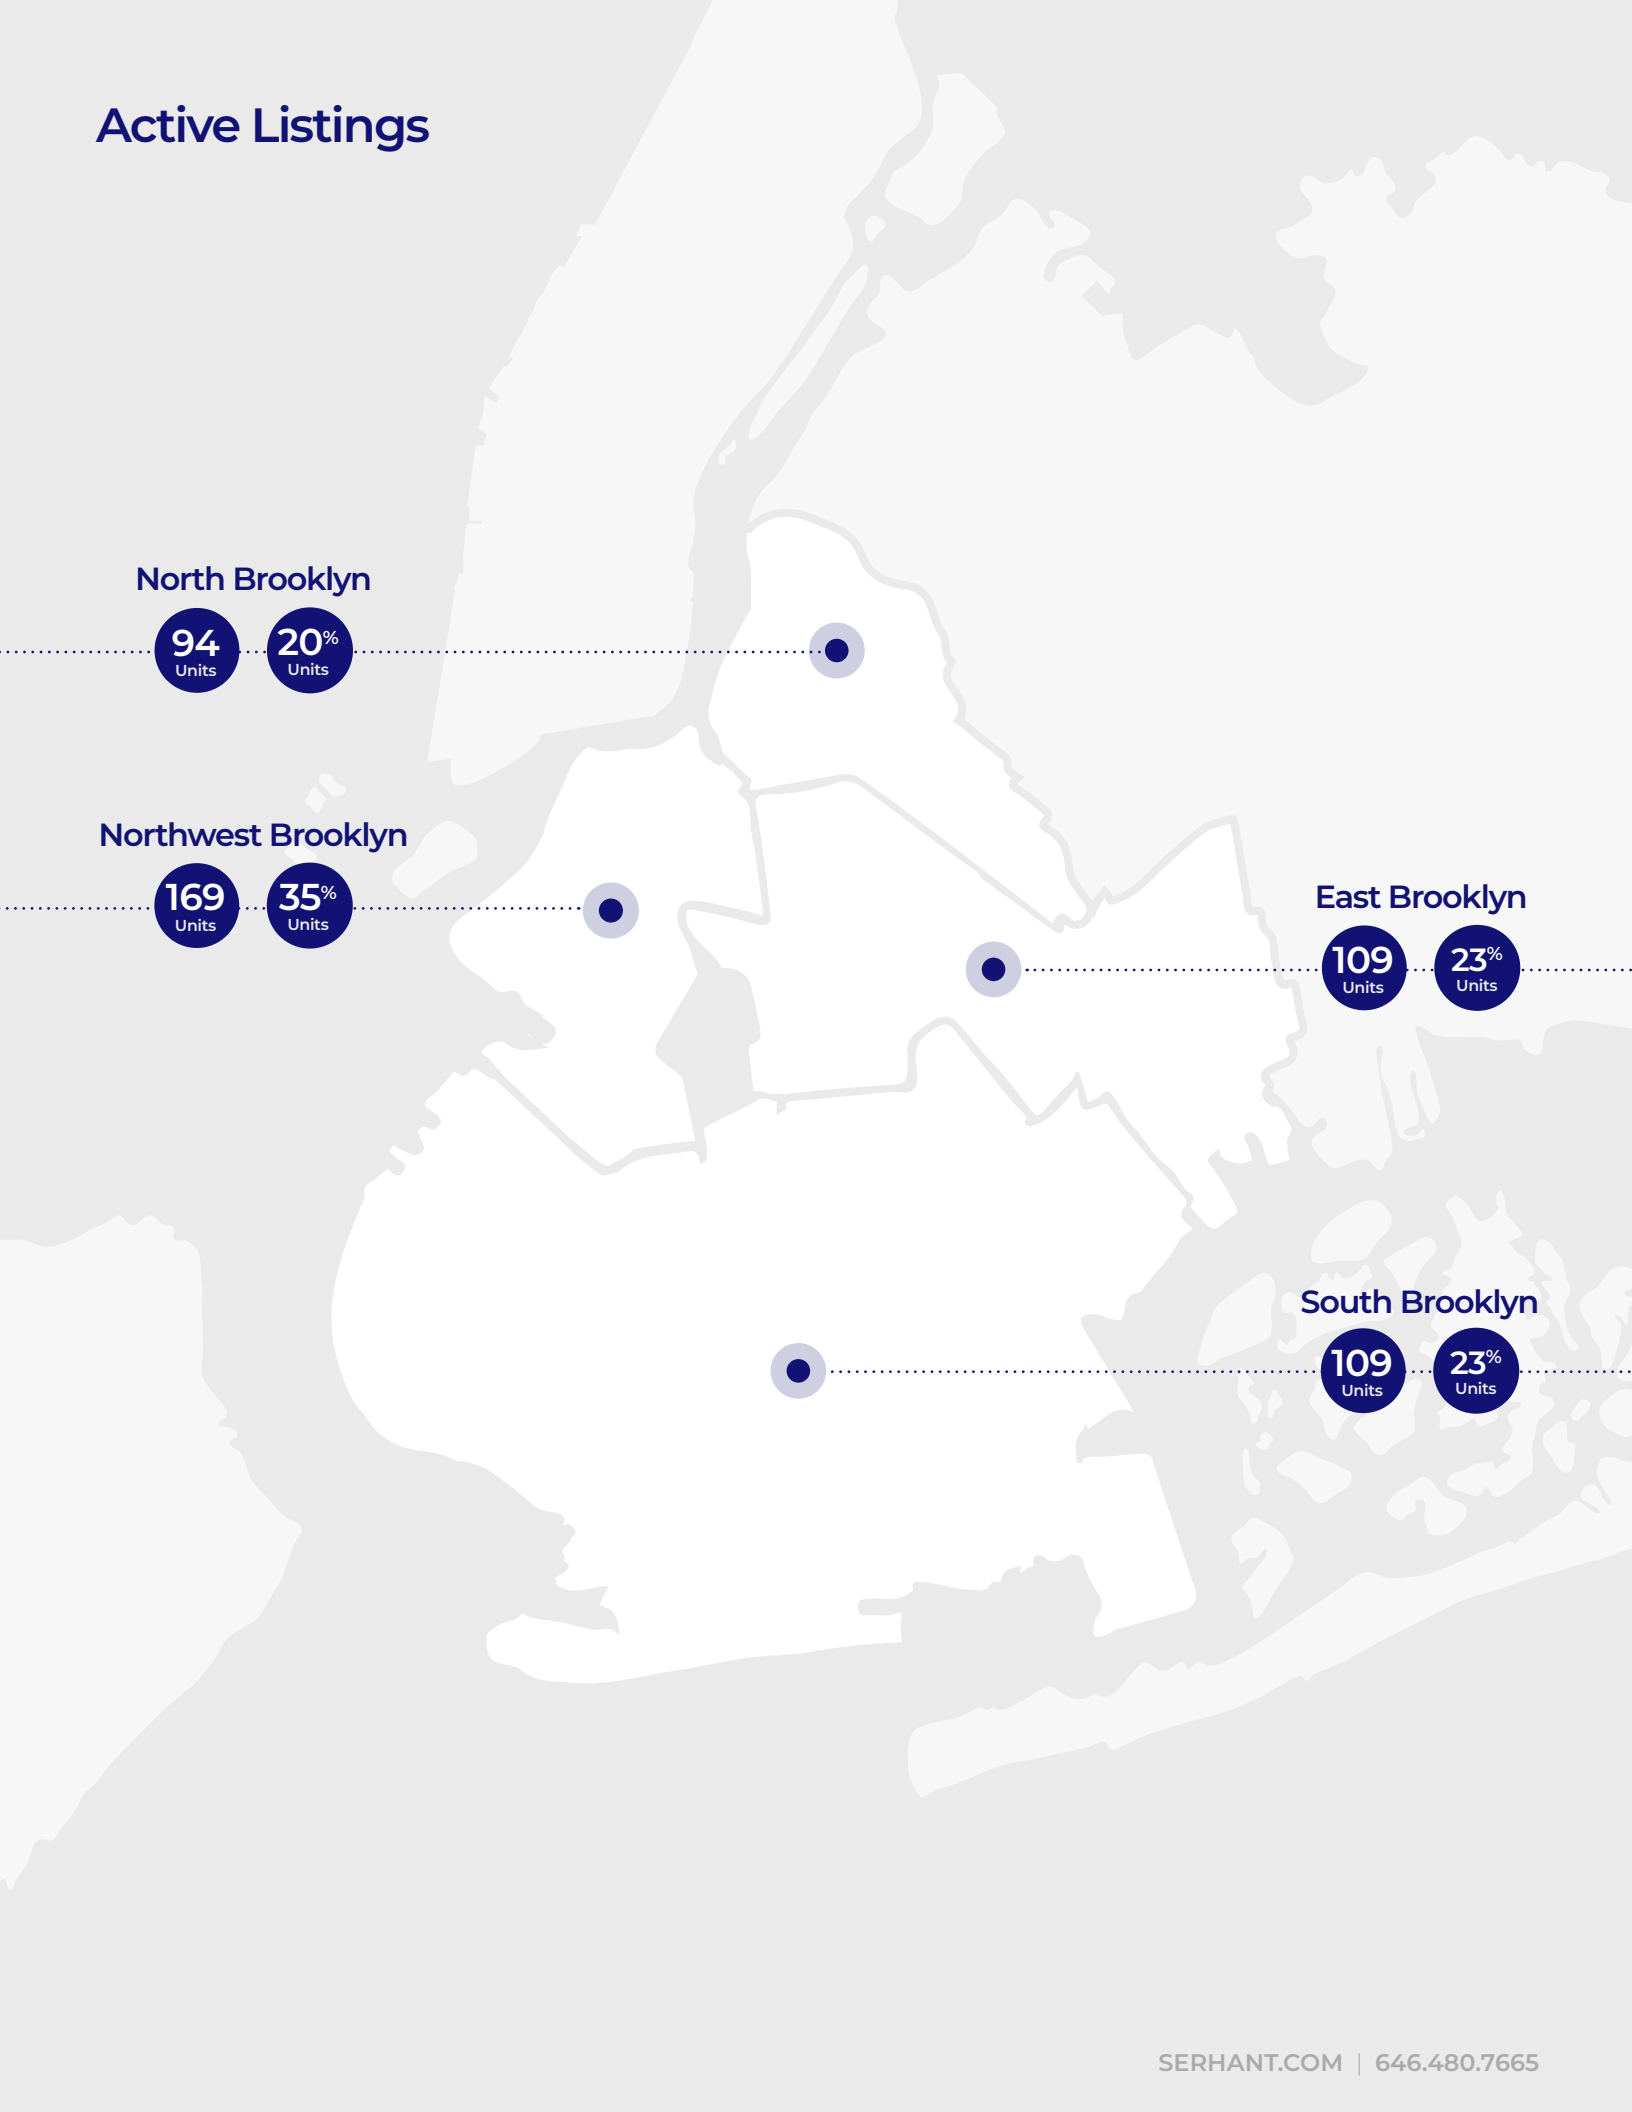 Active Listings
North Brooklyn
94 20%
Units Units
Northwest Brooklyn
169 35%
Units Units
East Brooklyn
109 23%
Units Units
South Brooklyn
109 23%
Units Units
SERHANT.COM | 646.480.7665